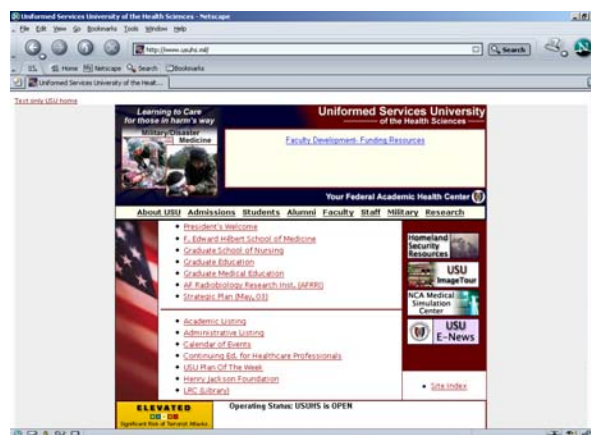 Uniformed Services University of the Health Sciences - Netscape
File Edit View Go Bookmarks Tools Window Help
http://www.usuhs.mil/
Search
Home Netscape Search Bookmarks
Uniformed Services University of the Healt...
Text only USU home
Learning to Care
for those in harm's way
Uniformed Services University
of the Health Sciences
Military/Disaster
Medicine
Faculty Development- Funding Resources
Your Federal Academic Health Center
About USU Admissions Students Alumni Faculty Staff Military Research
President's Welcome
F. Edward Hébert School of Medicine
Graduate School of Nursing
Graduate Education
Graduate Medical Education
AF Radiobiology Research Inst. (AFRRI)
Strategic Plan (May, 03)
Academic Listing
Administrative Listing
Calendar of Events
Continuing Ed. for Healthcare Professionals
USU Plan Of The Week
Henry Jackson Foundation
LRC (Library)
Homeland
Security
Resources
USU
ImageTour
NCA Medical
Simulation
Center
USU
E-News
Site Index
ELEVATED
Significant Risk of Terrorist Attacks
Operating Status: USUHS is OPEN